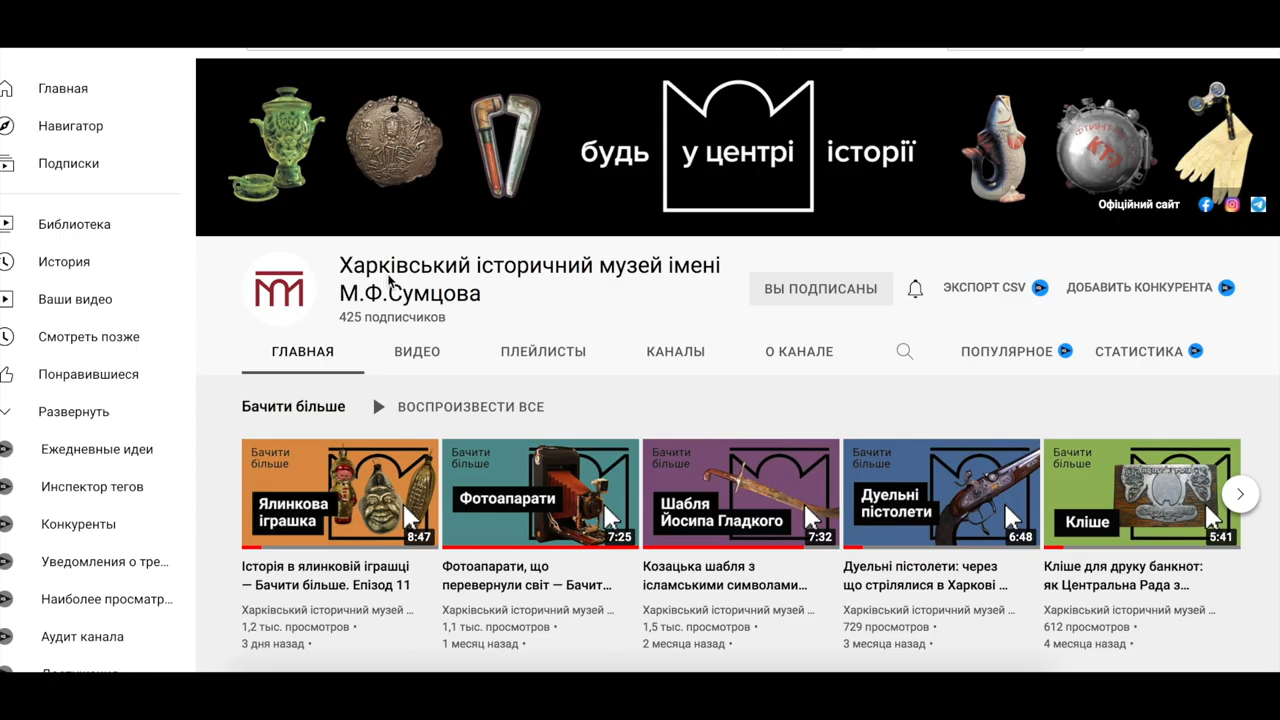 Главная
Навигатор
Подписки
Библиотека
История
Ваши видео
Смотреть позже
Понравившиеся
Развернуть
Ежедневные идеи
Инспектор тегов
Конкуренты
Уведомления о тре...
Наиболее просматр...
Аудит канала
будь у центрі історії
КТЗ
Офіційний сайт
Харківський історичний музей імені
М.Ф.Сумцова
425 подписчиков
ВЫ ПОДПИСАНЫ
ЭКСПОРТ CSV
ДОБАВИТЬ КОНКУРЕНТА
ГЛАВНАЯ ВИДЕО ПЛЕЙЛИСТЫ КАНАЛЫ О КАНАЛЕ ПОПУЛЯРНОЕ СТАТИСТИКА
Бачити більше ВОСПРОИЗВЕСТИ ВСЕ
Бачити
більше
Ялинкова
іграшка
8:47
Історія в ялинковій іграшці
— Бачити більше. Епізод 11
Харківський історичний музей ...
1,2 тыс. просмотров •
3 дня назад •
Бачити
більше
Фотоапарати
7:25
Фотоапарати, що
перевернули світ — Бачит...
Харківський історичний музей ...
1,1 тыс. просмотров •
1 месяц назад •
Бачити
більше
Шабля
Йосипа Гладкого
7:32
Козацька шабля з
ісламськими символами...
Харківський історичний музей ...
1,5 тыс. просмотров •
2 месяца назад •
Бачити
більше
Дуельні
пістолети
6:48
Дуельні пістолети: через
що стрілялися в Харкові ...
Харківський історичний музей ...
729 просмотров •
3 месяца назад •
Бачити
більше
Кліше
5:41
Кліше для друку банкнот:
як Центральна Рада з...
Харківський історичний музей ...
612 просмотров •
4 месяца назад •